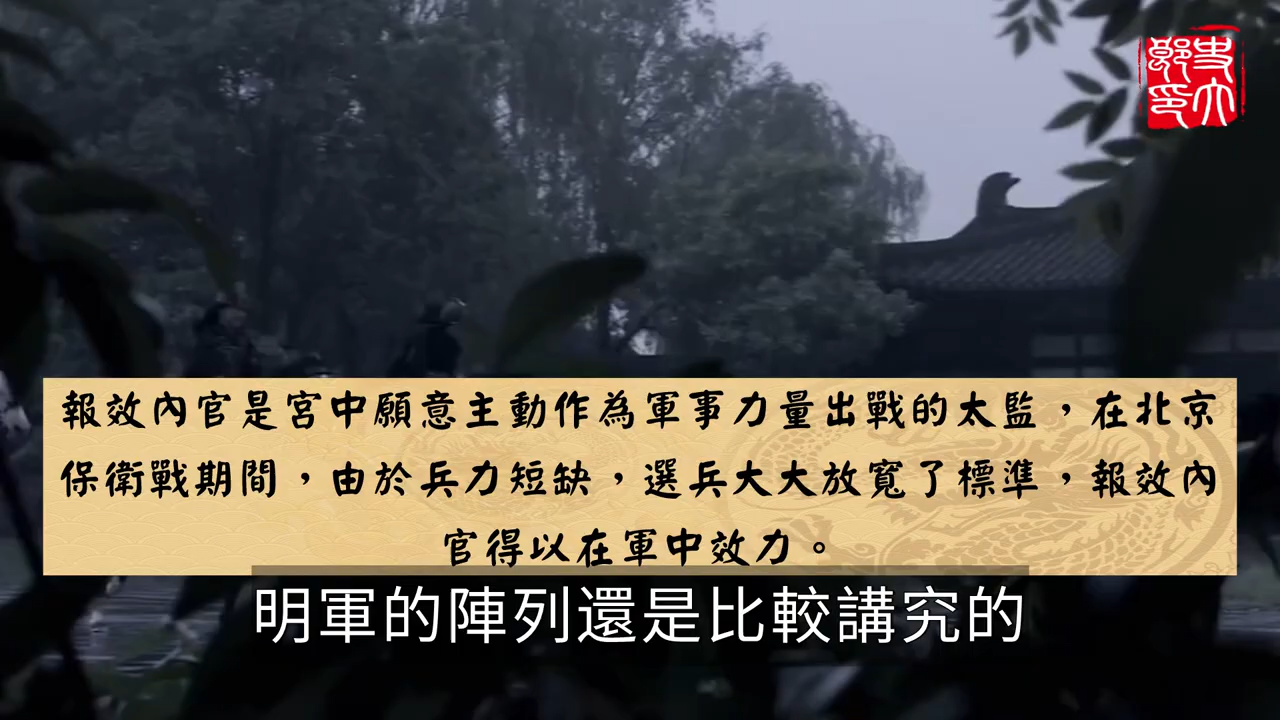 報效內官是宮中願意主動作為軍事力量出戰的太監，在北京
保衛戰期間，由於兵力短缺，選兵大大放寬了標準，報效內
官得以在軍中效力。
明軍的陣列還是比較講究的